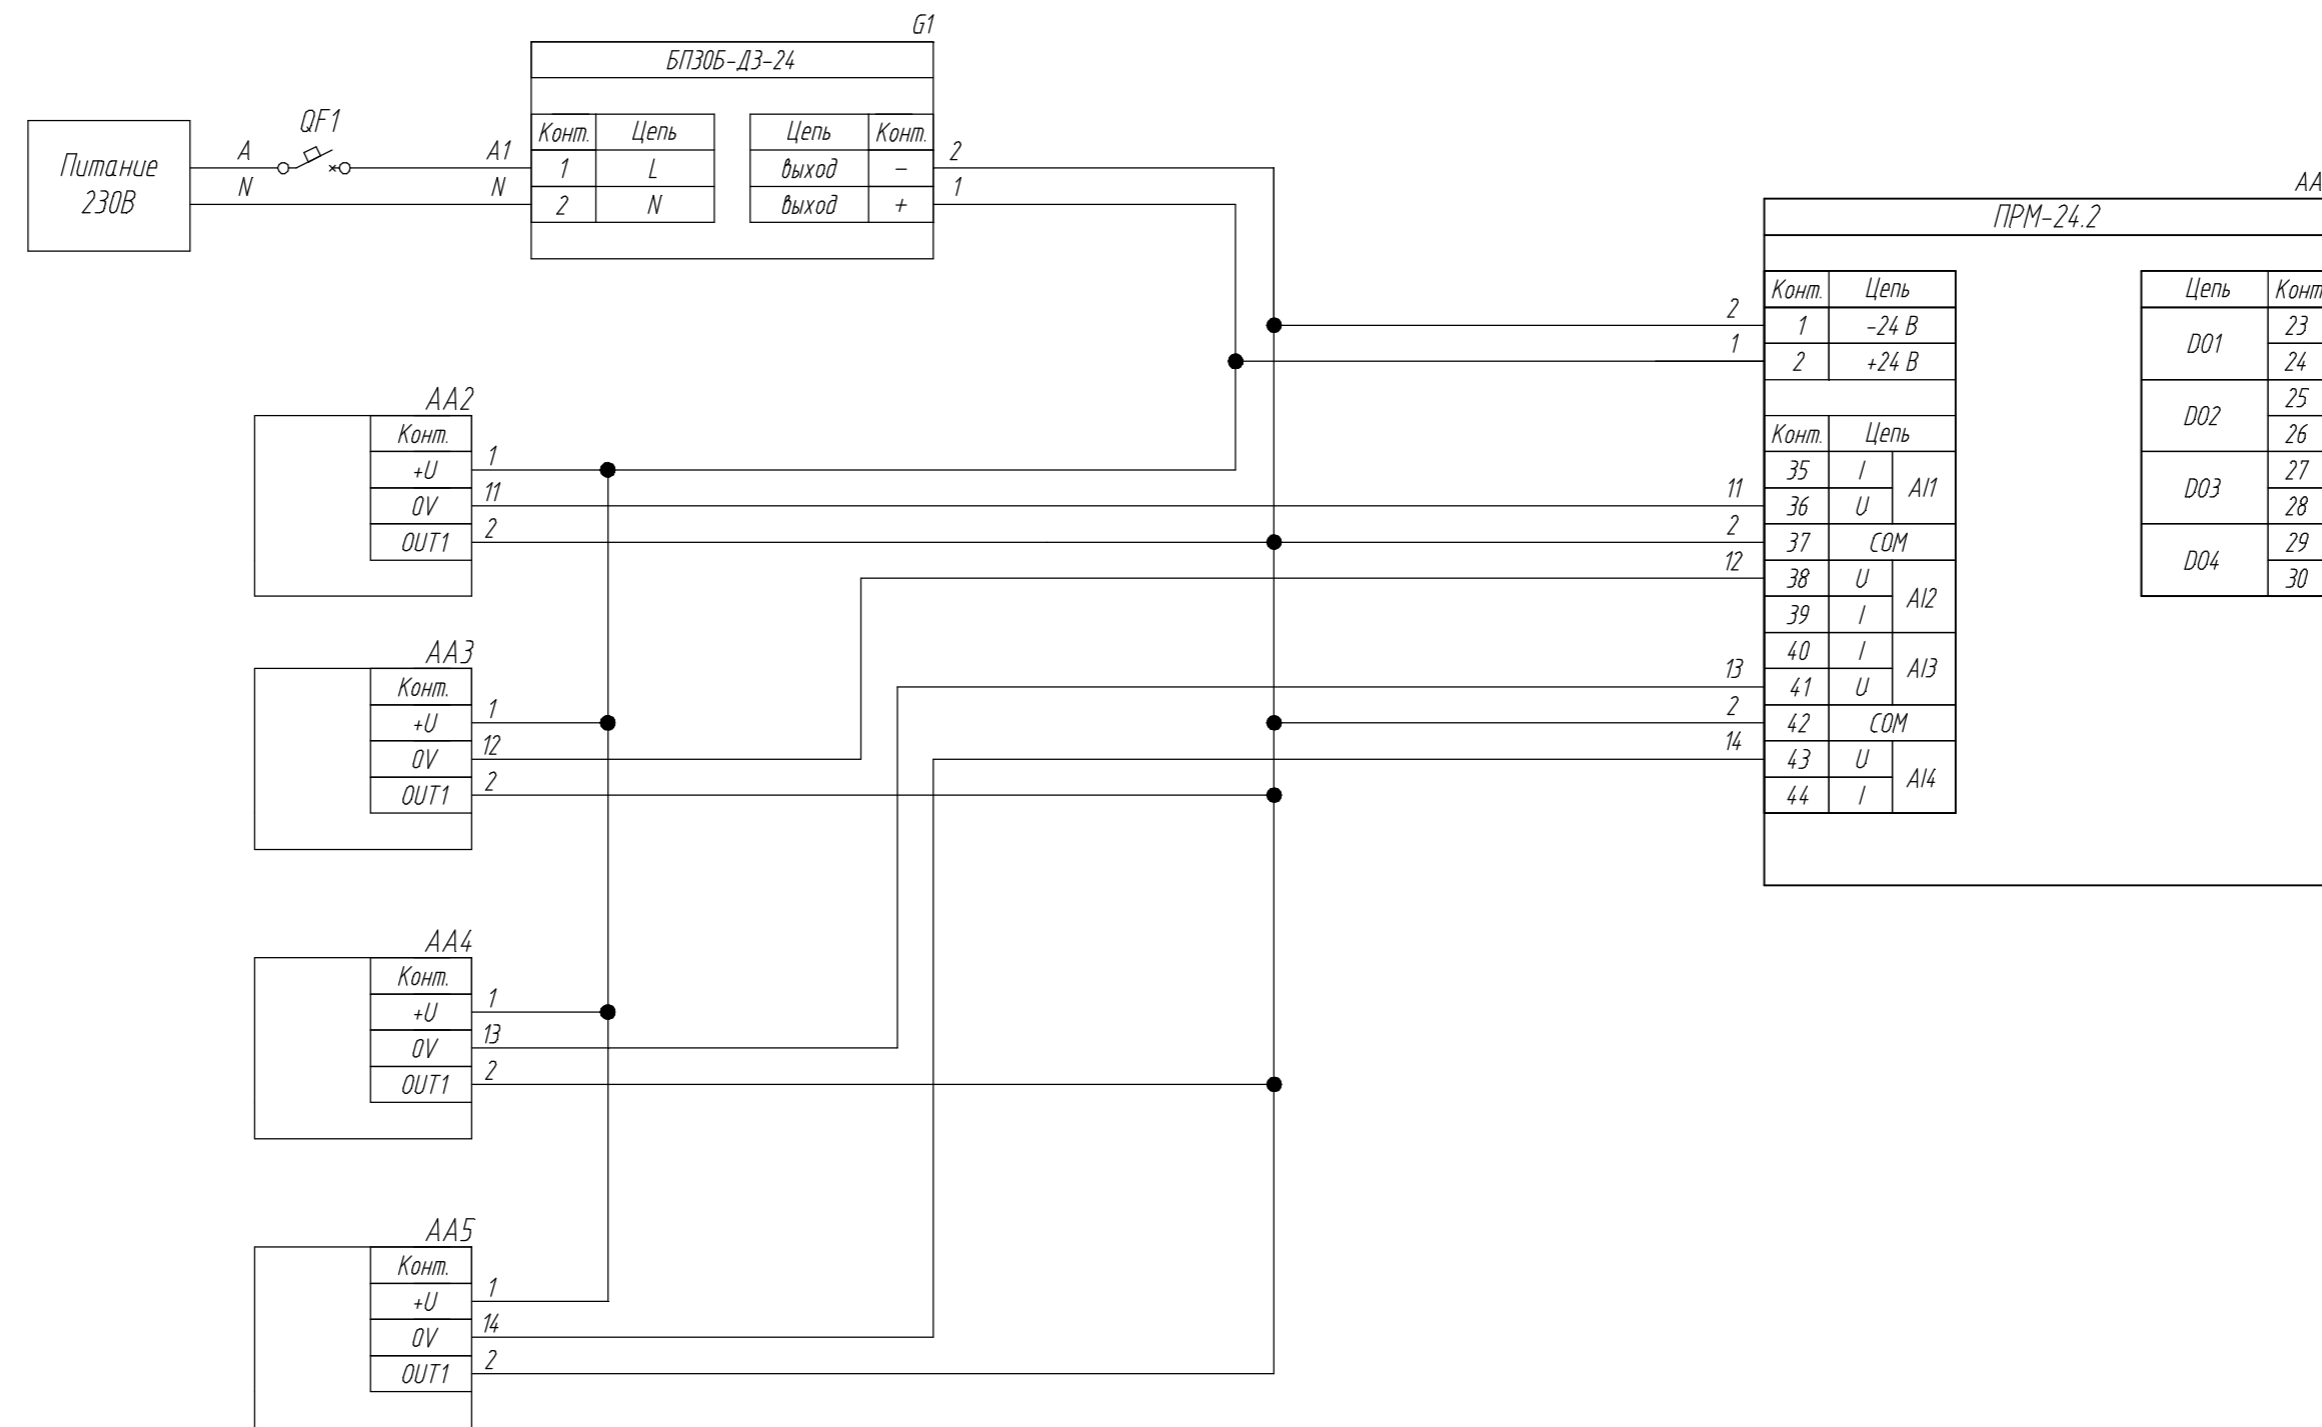 G1
БП30Б-Д3-24
QF1
Питание
230В
A
N
A1
N
Конт. Цепь
1 L
2 N
Цепь Конт.
выход –
выход +
2
1
AA
ПРМ-24.2
2
1
Конт. Цепь
1 -24 В
2 +24 В
Конт. Цепь
35 I AI1
36 U
37 COM
38 U AI2
39 I
40 I AI3
41 U
42 COM
43 U AI4
44 I
11
2
12
13
2
14
Цепь Конт
DO1 23
24
DO2 25
26
DO3 27
28
DO4 29
30
AA2
Конт.
+U 1
0V 11
OUT1 2
AA3
Конт.
+U 1
0V 12
OUT1 2
AA4
Конт.
+U 1
0V 13
OUT1 2
AA5
Конт.
+U 1
0V 14
OUT1 2